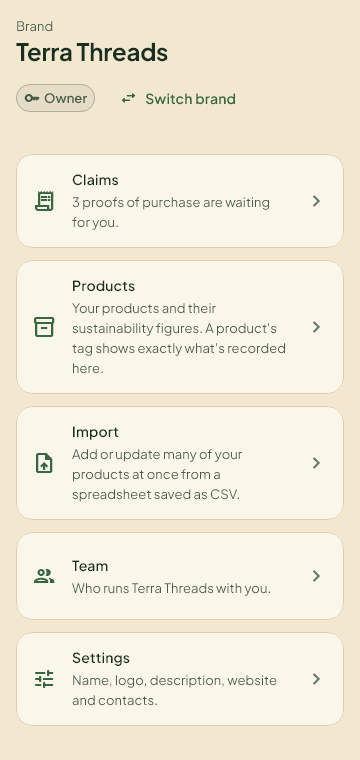 Brand
Terra Threads
Owner
Switch brand
Claims
3 proofs of purchase are waiting
for you.
Products
Your products and their
sustainability figures. A product's
tag shows exactly what's recorded
here.
Import
Add or update many of your
products at once from a
spreadsheet saved as CSV.
Team
Who runs Terra Threads with you.
Settings
Name, logo, description, website
and contacts.